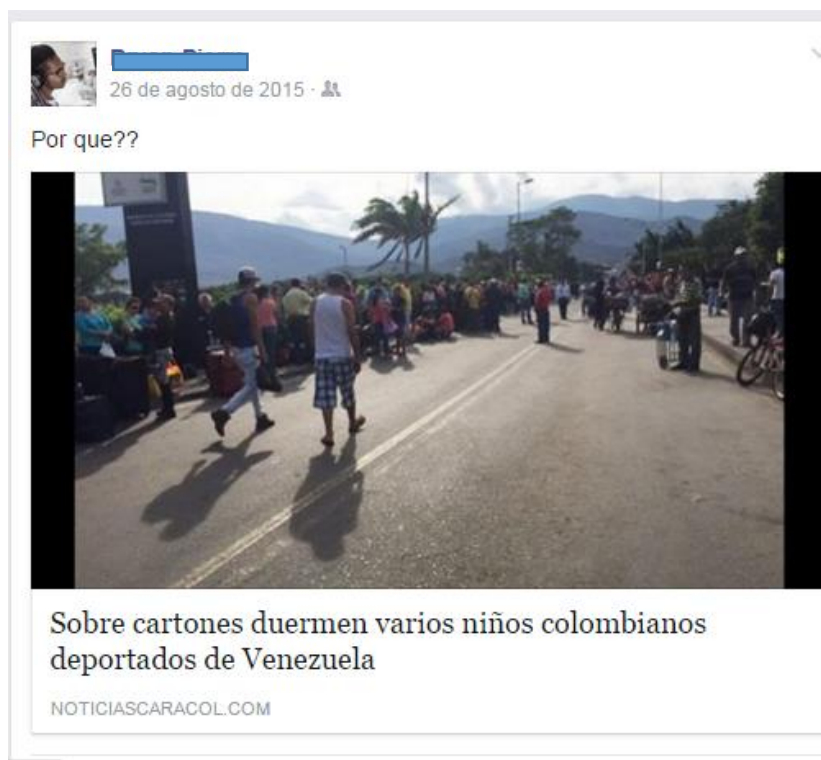 26 de agosto de 2015 ·
Por que??
Sobre cartones duermen varios niños colombianos
deportados de Venezuela
NOTICIASCARACOL.COM